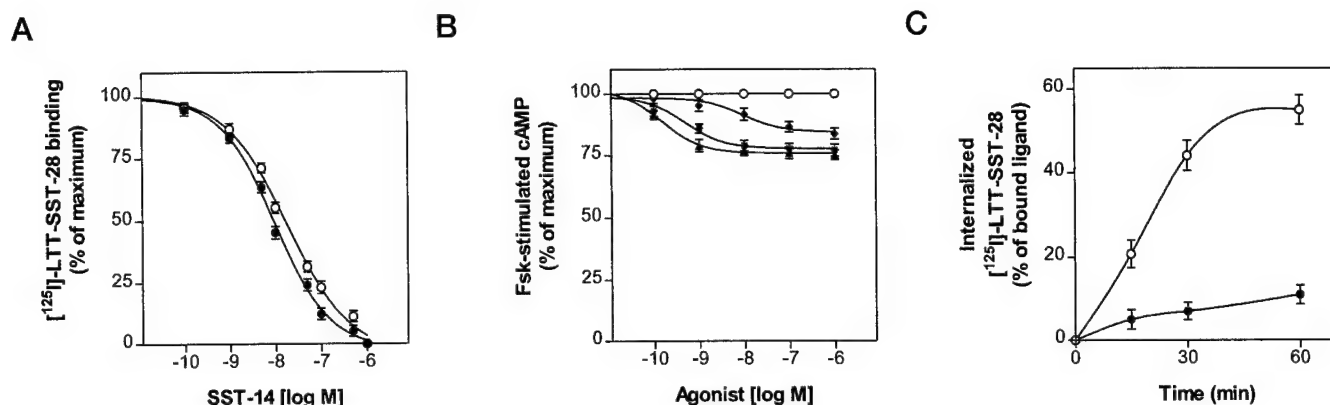 A
[¹²⁵I]-LTT-SST-28 binding
(% of maximum)
100
75
50
25
0
-10
-9
-8
-7
-6
SST-14 [log M]
B
Fsk-stimulated cAMP
(% of maximum)
100
75
50
25
0
-10
-9
-8
-7
-6
Agonist [log M]
C
Internalized
[¹²⁵I]-LTT-SST-28
(% of bound ligand)
60
40
20
0
0
30
60
Time (min)